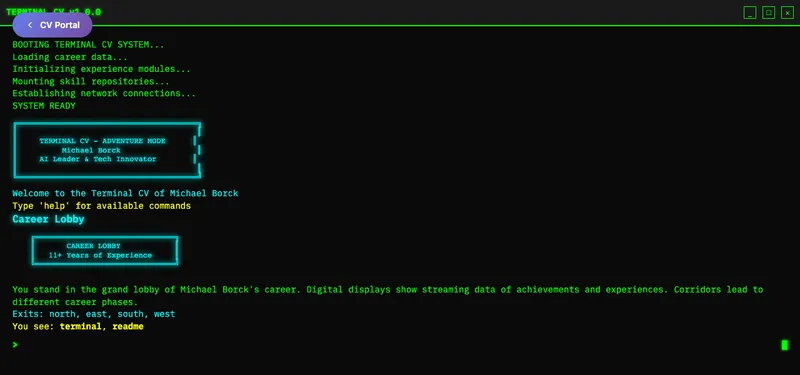 TERMINAL CV v1.0.0
CV Portal
BOOTING TERMINAL CV SYSTEM...
Loading career data...
Initializing experience modules...
Mounting skill repositories...
Establishing network connections...
SYSTEM READY
TERMINAL CV - ADVENTURE MODE
Michael Borck
AI Leader & Tech Innovator
Welcome to the Terminal CV of Michael Borck
Type 'help' for available commands
Career Lobby
CAREER LOBBY
11+ Years of Experience
You stand in the grand lobby of Michael Borck's career. Digital displays show streaming data of achievements and experiences. Corridors lead to
different career phases.
Exits: north, east, south, west
You see: terminal, readme
>